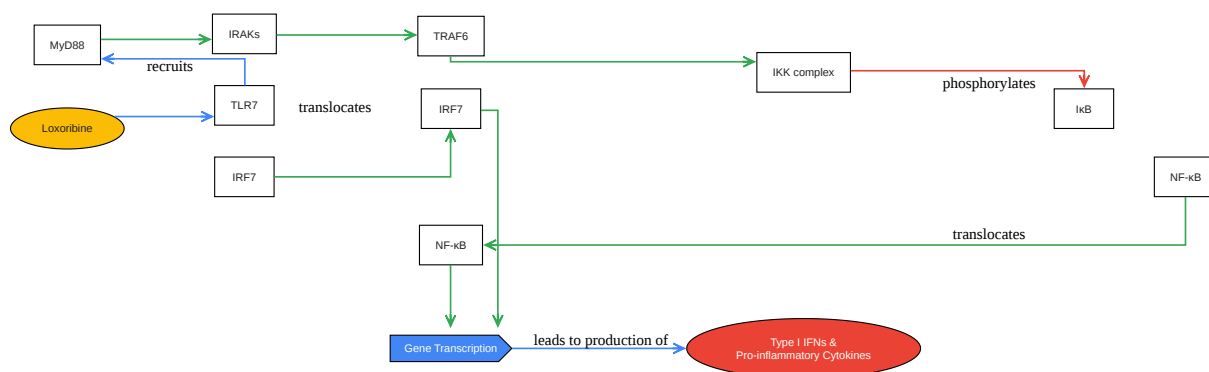 MyD88
IRAKs
TRAF6
recruits
IKK complex
phosphorylates
TLR7
translocates
IRF7
IκB
Loxoribine
IRF7
NF-κB
NF-κB
translocates
Gene Transcription
leads to production of
Type I IFNs &
Pro-inflammatory Cytokines